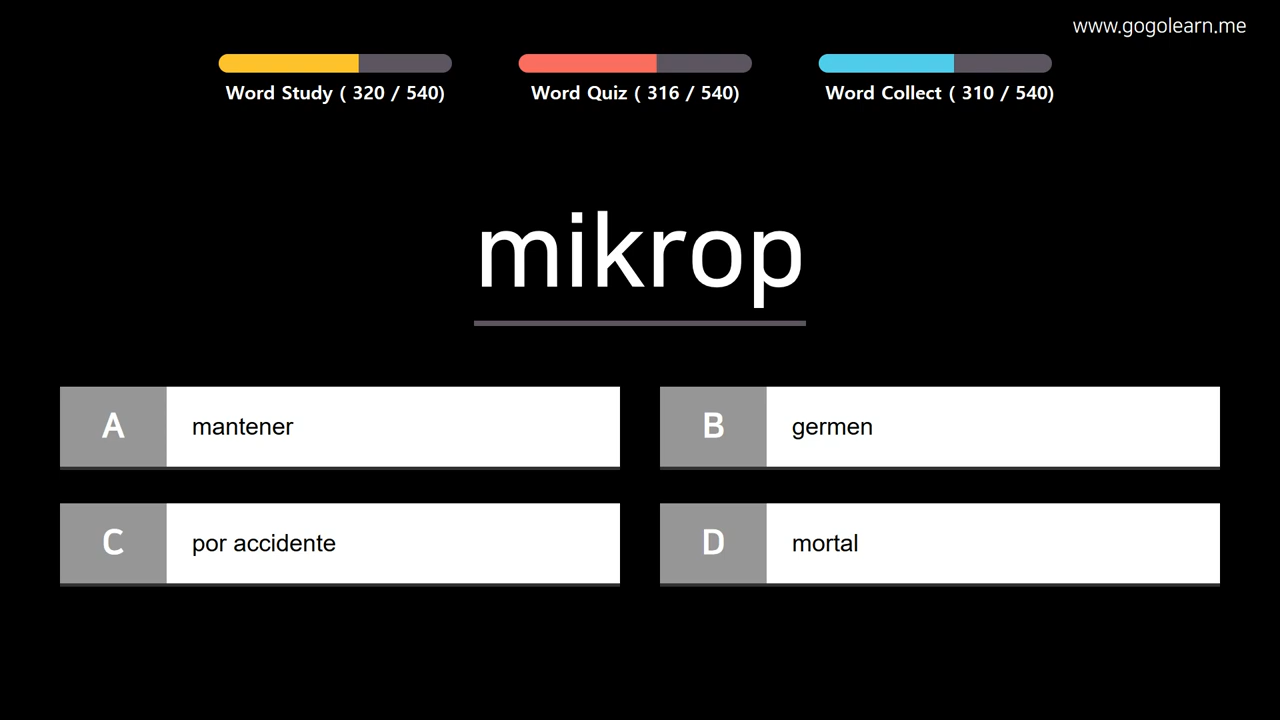 www.gogolearn.me
Word Study ( 320 / 540)
Word Quiz ( 316 / 540)
Word Collect ( 310 / 540)
mikrop
A mantener
B germen
C por accidente
D mortal